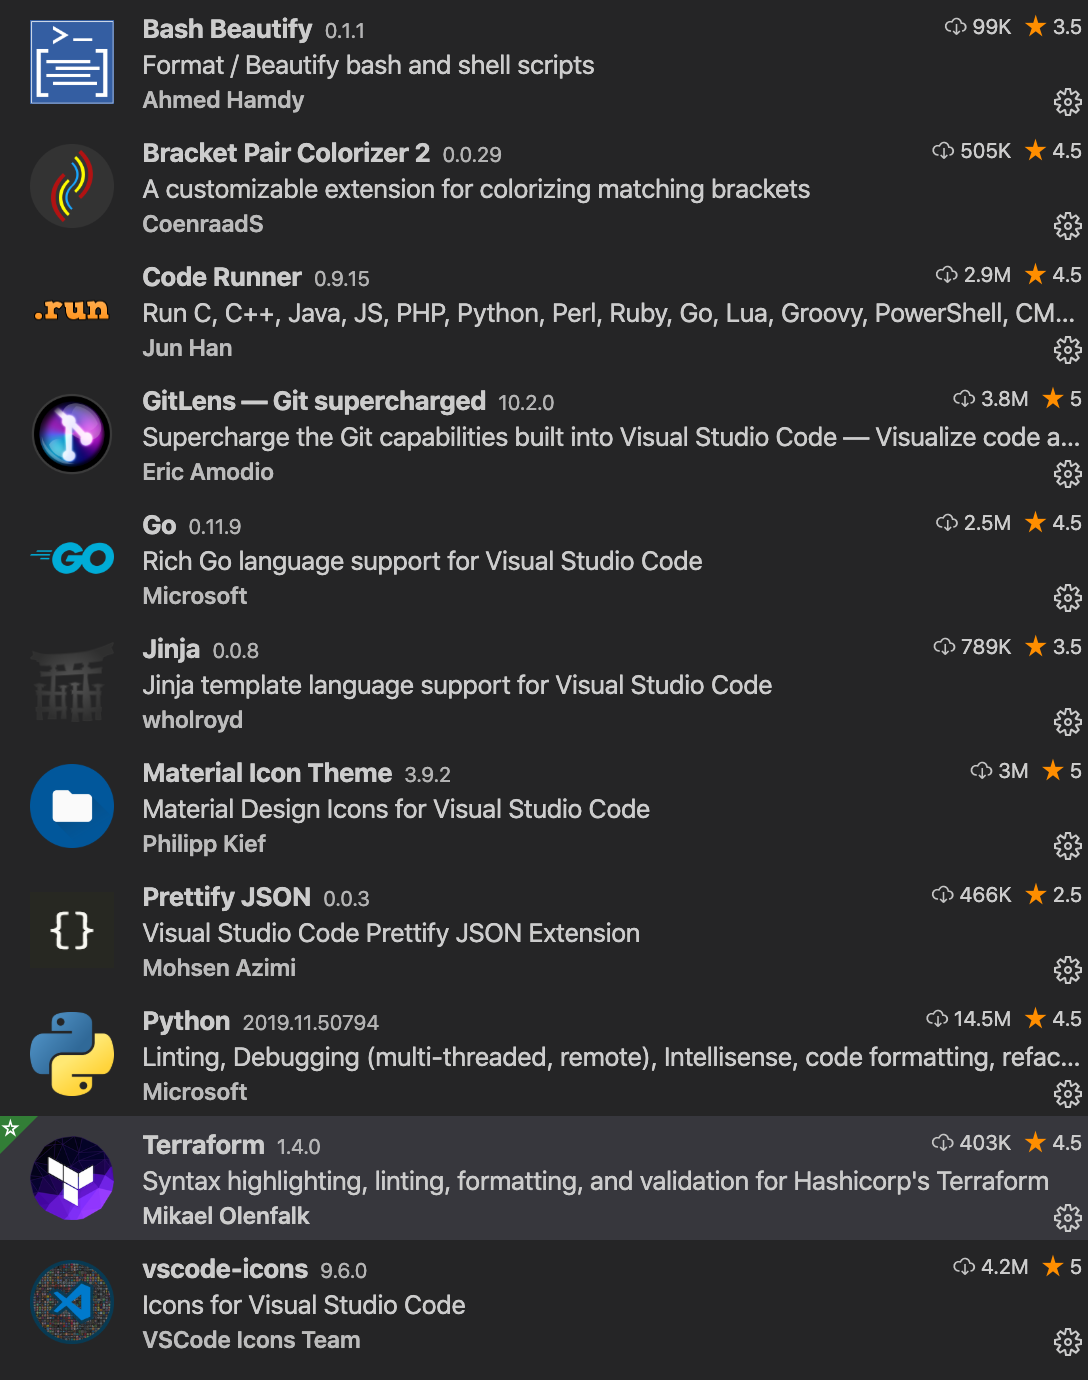 Bash Beautify 0.1.1 99K 3.5
Format / Beautify bash and shell scripts
Ahmed Hamdy
Bracket Pair Colorizer 2 0.0.29 505K 4.5
A customizable extension for colorizing matching brackets
CoenraadS
Code Runner 0.9.15 2.9M 4.5
.run
Run C, C++, Java, JS, PHP, Python, Perl, Ruby, Go, Lua, Groovy, PowerShell, CM...
Jun Han
GitLens — Git supercharged 10.2.0 3.8M 5
Supercharge the Git capabilities built into Visual Studio Code — Visualize code a...
Eric Amodio
Go 0.11.9 2.5M 4.5
GO
Rich Go language support for Visual Studio Code
Microsoft
Jinja 0.0.8 789K 3.5
Jinja template language support for Visual Studio Code
wholroyd
Material Icon Theme 3.9.2 3M 5
Material Design Icons for Visual Studio Code
Philipp Kief
Prettify JSON 0.0.3 466K 2.5
{}
Visual Studio Code Prettify JSON Extension
Mohsen Azimi
Python 2019.11.50794 14.5M 4.5
Linting, Debugging (multi-threaded, remote), Intellisense, code formatting, refac...
Microsoft
Terraform 1.4.0 403K 4.5
Syntax highlighting, linting, formatting, and validation for Hashicorp's Terraform
Mikael Olenfalk
vscode-icons 9.6.0 4.2M 5
Icons for Visual Studio Code
VSCode Icons Team